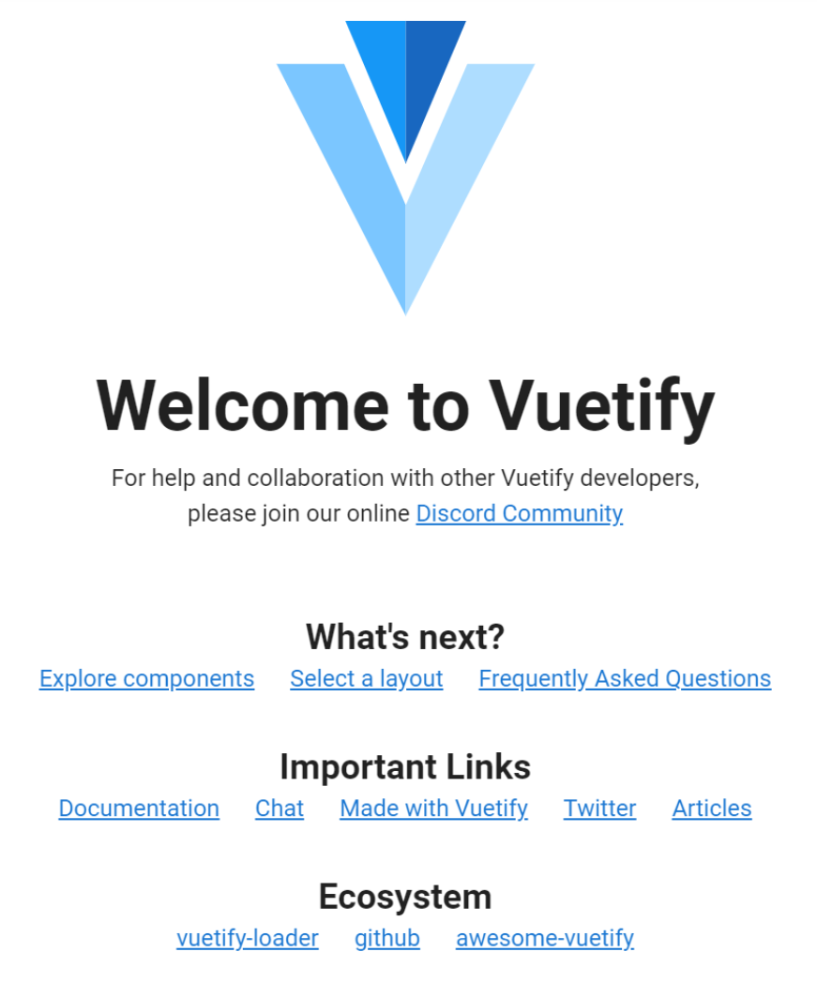 Welcome to Vuetify
For help and collaboration with other Vuetify developers,
please join our online Discord Community
What's next?
Explore components Select a layout Frequently Asked Questions
Important Links
Documentation Chat Made with Vuetify Twitter Articles
Ecosystem
vuetify-loader github awesome-vuetify